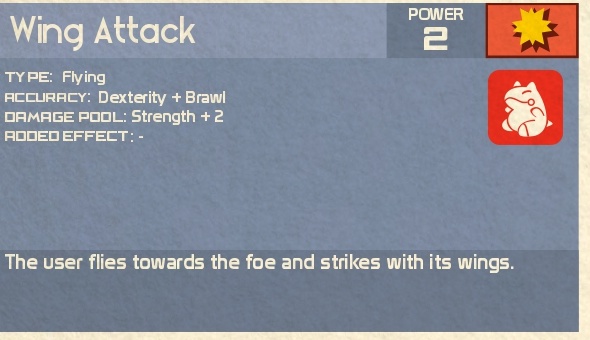 Wing Attack
POWER
2
TYPE: Flying
ACCURACY: Dexterity + Brawl
DAMAGE POOL: Strength + 2
ADDED EFFECT: -
The user flies towards the foe and strikes with its wings.